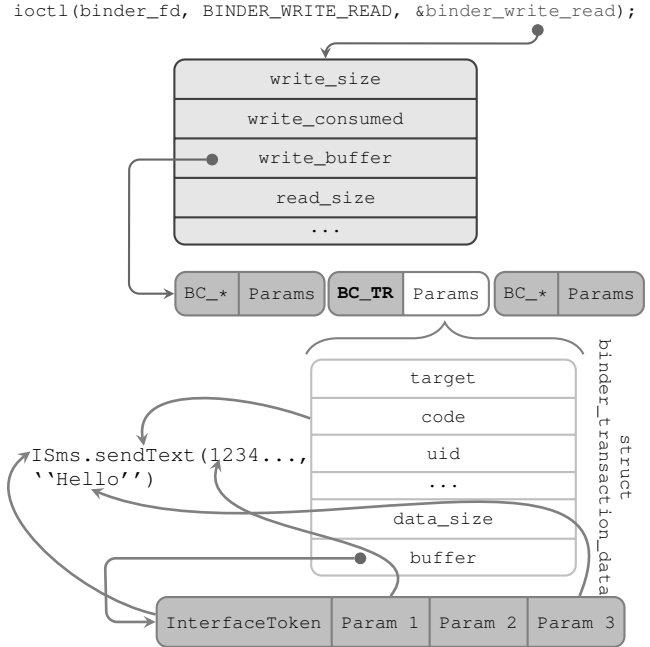 ioctl(binder_fd, BINDER_WRITE_READ, &binder_write_read);
write_size
write_consumed
write_buffer
read_size
...
BC_* Params BC_TR Params BC_* Params
target
code
uid
...
data_size
buffer
struct
binder_transaction_data
ISms.sendText(1234...,
‘‘Hello’’)
InterfaceToken Param 1 Param 2 Param 3